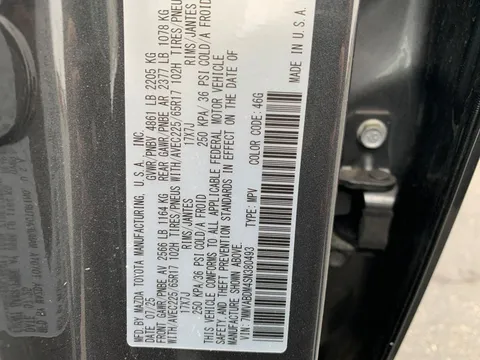 MFD.BY MAZDA TOYOTA MANUFACTURING, U.S.A. INC.
07/25 GVWR/PNBV 4861 LB 2205 KG
FRONT GAWR/PNBE AV 2566 LB 1164 KG REAR GAWR/PNBE AR 2377 LB 1078 KG
WITH/AVEC225/65R17 102H TIRES/PNEUS WITH/AVEC225/65R17 102H TIRES/PNEUS
17X7J RIMS/JANTES 17X7J RIMS/JANTES
250 KPA/ 36 PSI COLD/A FROID 250 KPA/ 36 PSI COLD/A FROID
THIS VEHICLE CONFORMS TO ALL APPLICABLE FEDERAL MOTOR VEHICLE
SAFETY AND THEFT PREVENTION STANDARDS IN EFFECT ON THE DATE OF
MANUFACTURE SHOWN ABOVE.
7MMVABDM4SN380493 TYPE: MPV COLOR CODE: 46G
MADE IN U.S.A.